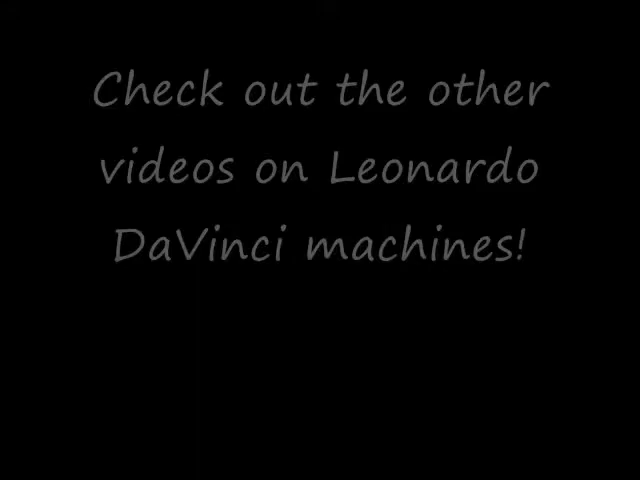 Check out the other
videos on Leonardo
DaVinci machines!